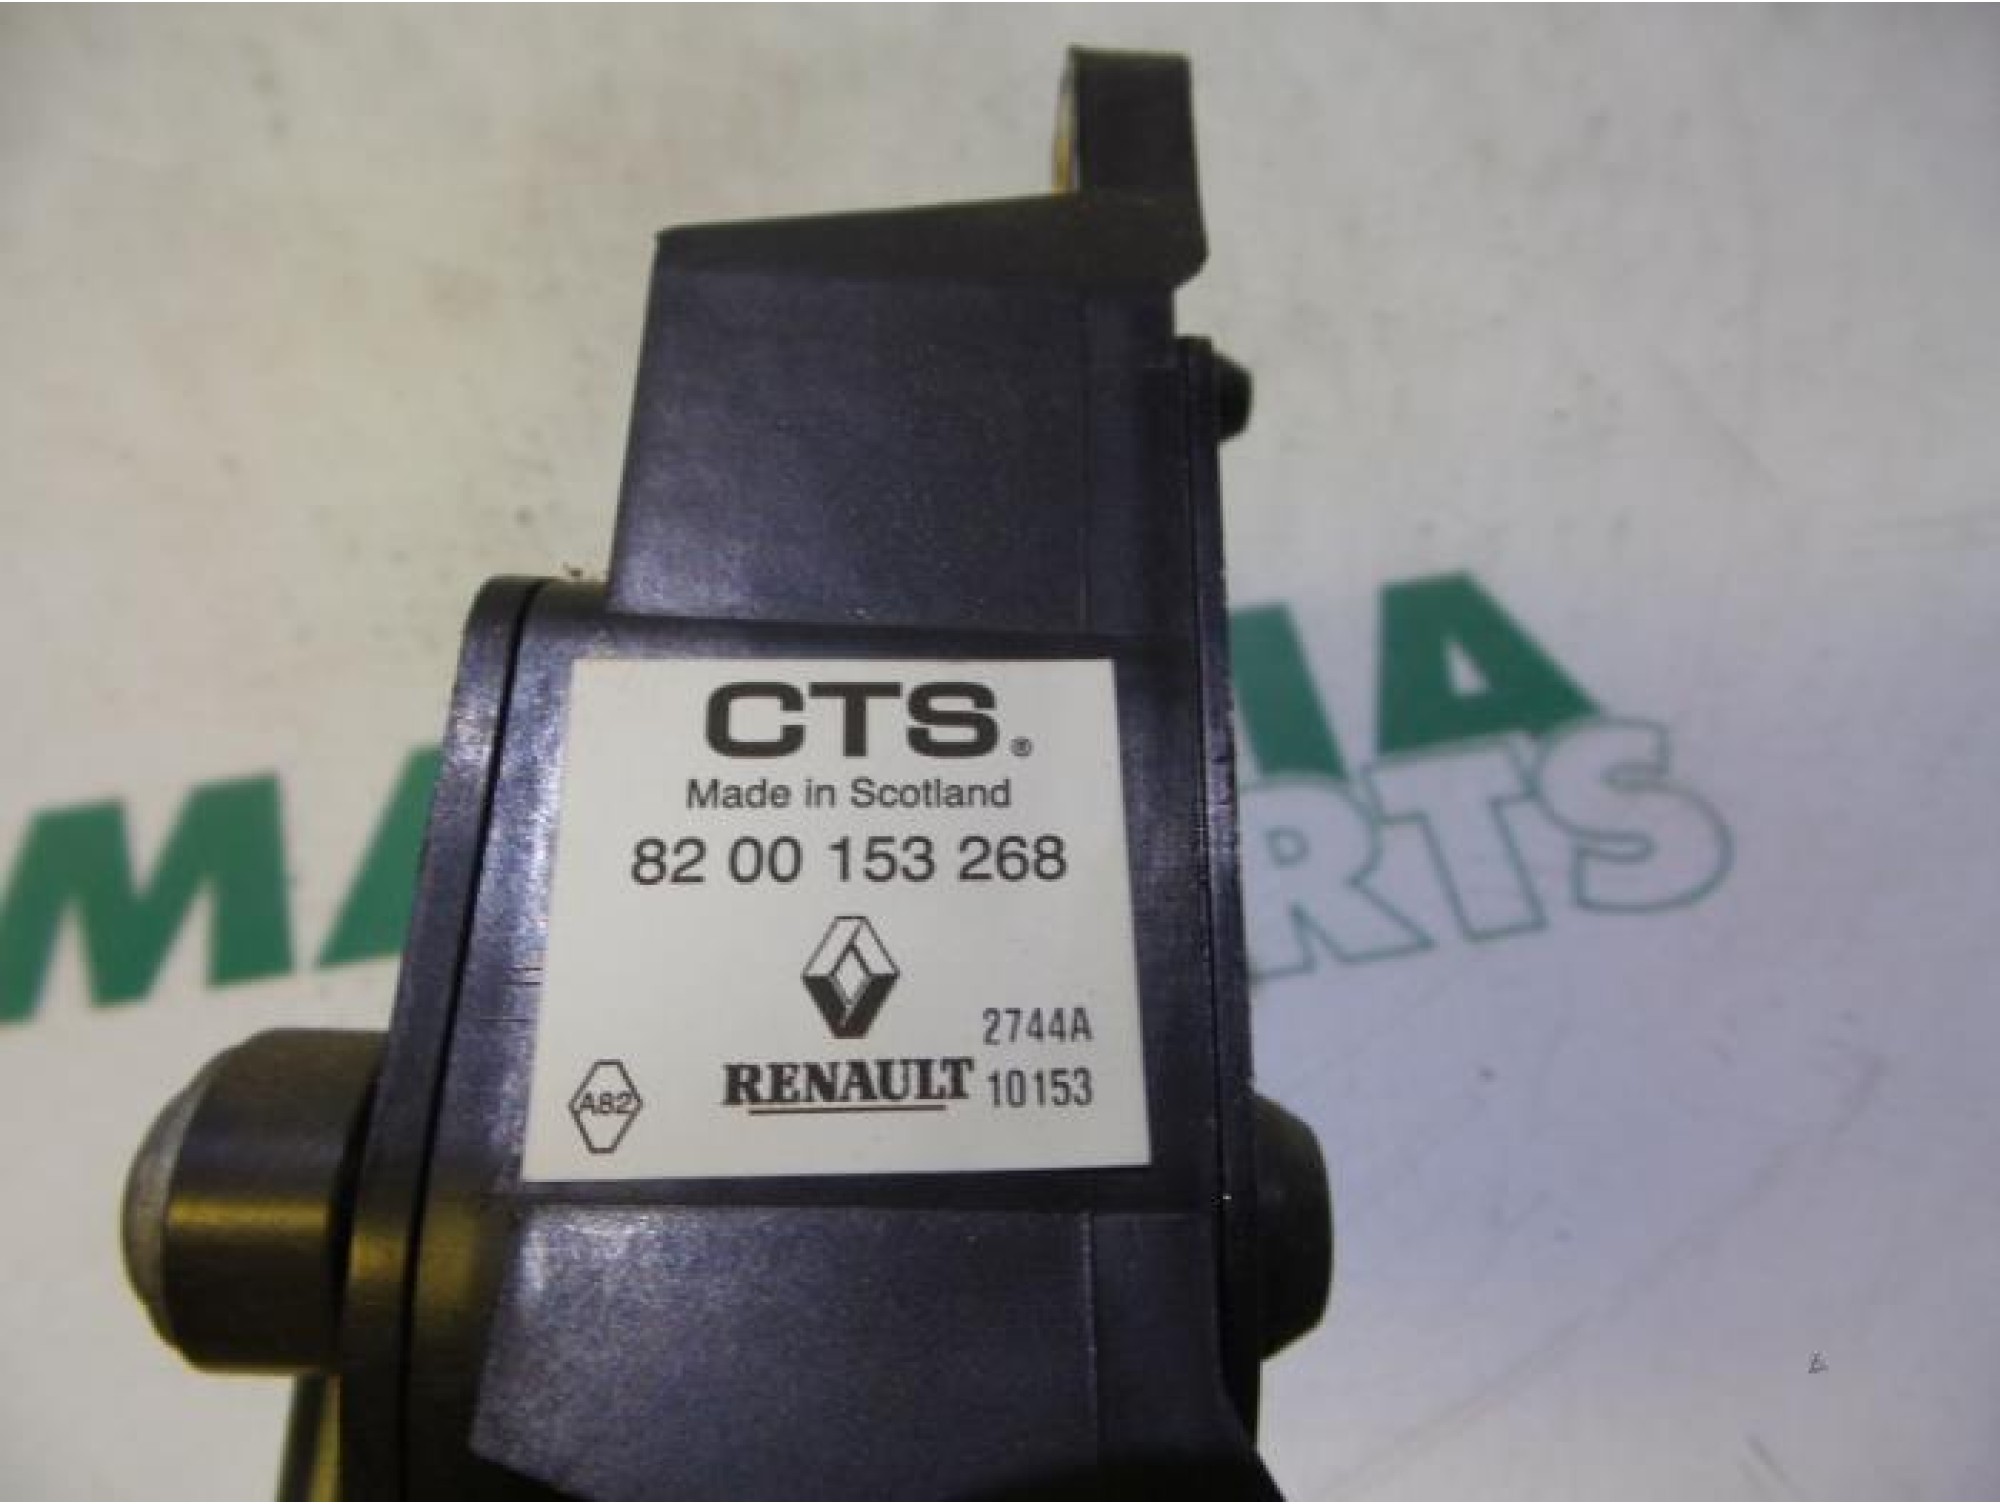 CTS®
Made in Scotland
82 00 153 268
2744A
RENAULT 10153
A82